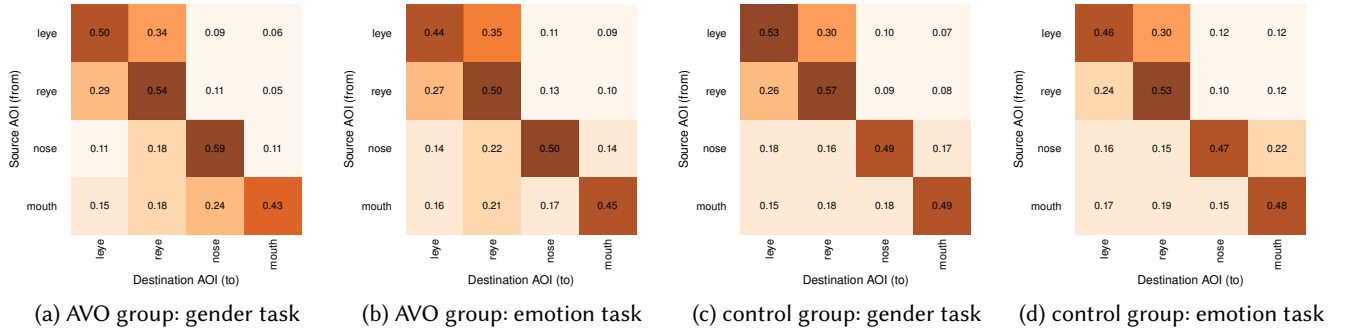 leye 0.50 0.34 0.09 0.06
reye 0.29 0.54 0.11 0.05
nose 0.11 0.18 0.59 0.11
mouth 0.15 0.18 0.24 0.43
Source AOI (from)
leye reye nose mouth
Destination AOI (to)
(a) AVO group: gender task
leye 0.44 0.35 0.11 0.09
reye 0.27 0.50 0.13 0.10
nose 0.14 0.22 0.50 0.14
mouth 0.16 0.21 0.17 0.45
Source AOI (from)
leye reye nose mouth
Destination AOI (to)
(b) AVO group: emotion task
leye 0.53 0.30 0.10 0.07
reye 0.26 0.57 0.09 0.08
nose 0.18 0.16 0.49 0.17
mouth 0.15 0.18 0.18 0.49
Source AOI (from)
leye reye nose mouth
Destination AOI (to)
(c) control group: gender task
leye 0.46 0.30 0.12 0.12
reye 0.24 0.53 0.10 0.12
nose 0.16 0.15 0.47 0.22
mouth 0.17 0.19 0.15 0.48
Source AOI (from)
leye reye nose mouth
Destination AOI (to)
(d) control group: emotion task